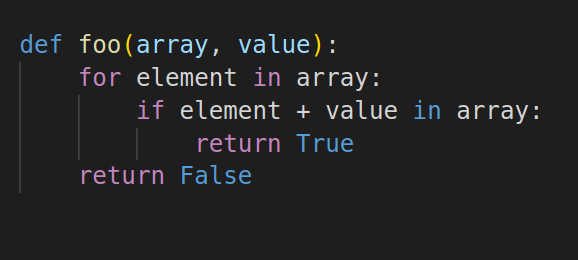 def foo(array, value):
    for element in array:
        if element + value in array:
            return True
    return False